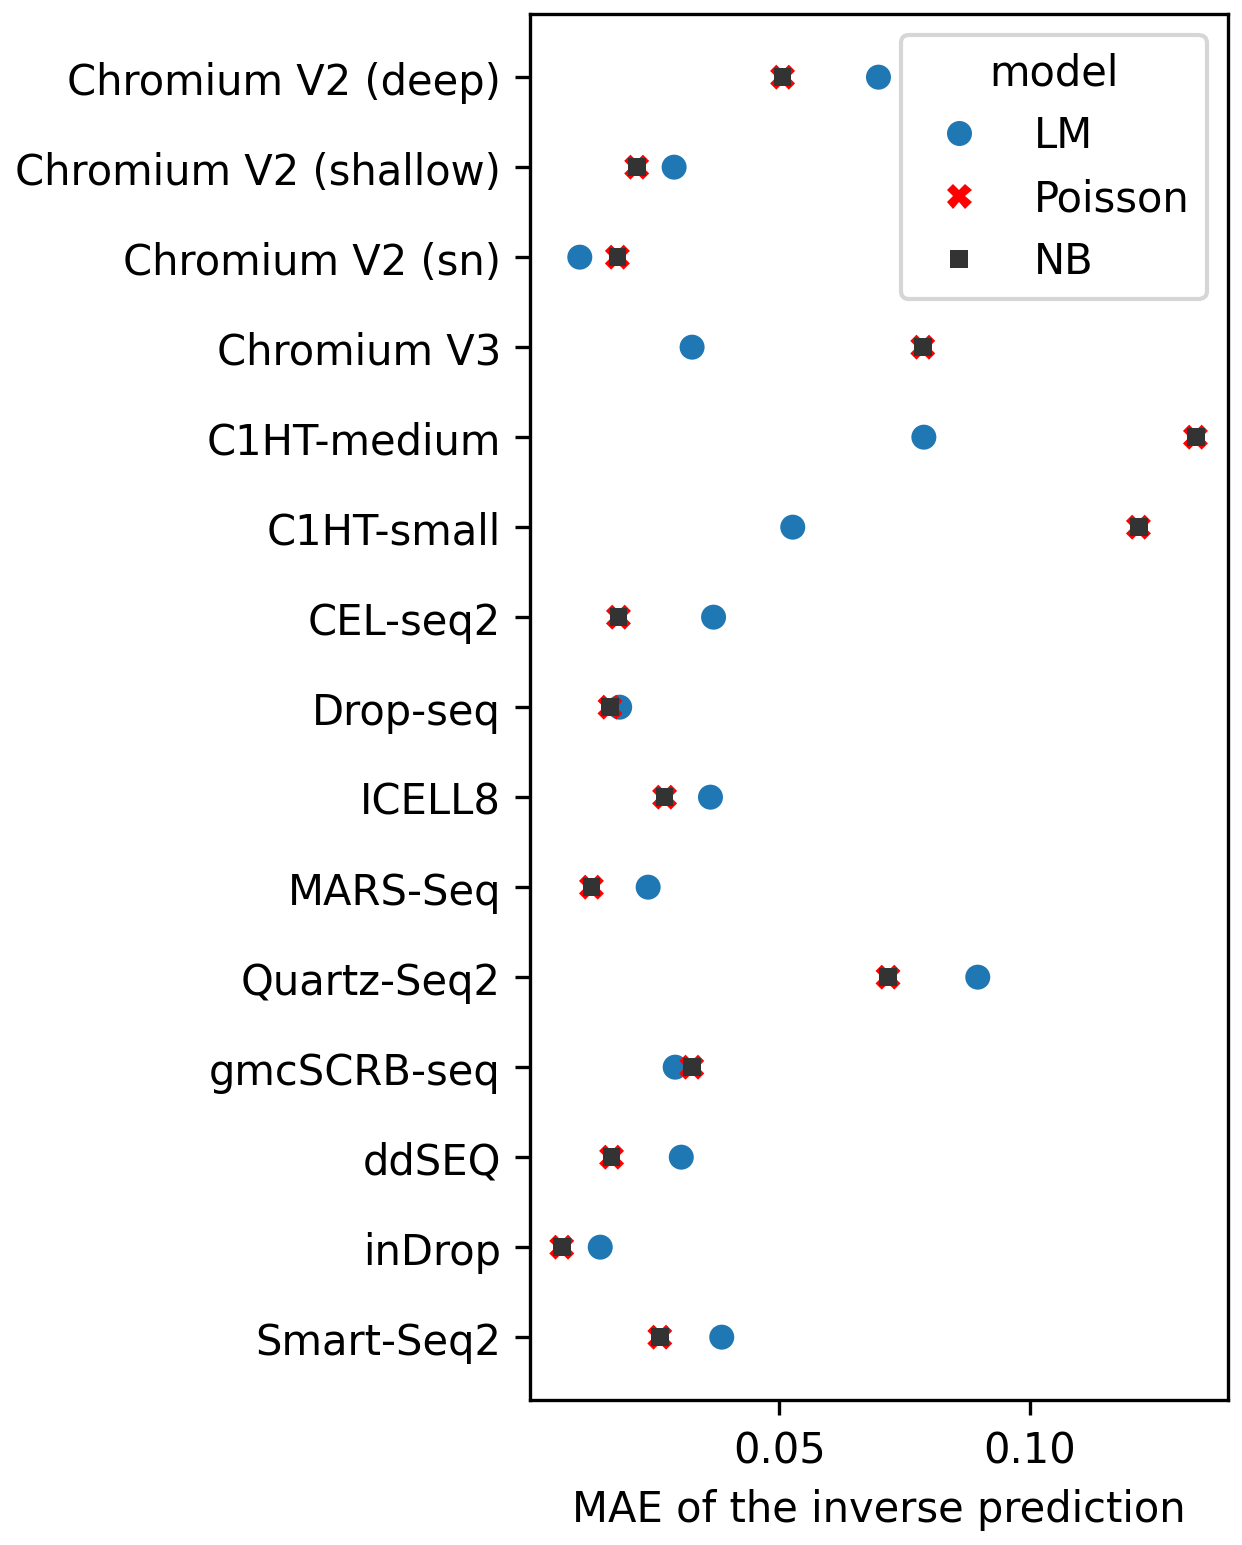 Chromium V2 (deep)
Chromium V2 (shallow)
Chromium V2 (sn)
Chromium V3
C1HT-medium
C1HT-small
CEL-seq2
Drop-seq
ICELL8
MARS-Seq
Quartz-Seq2
gmcSCRB-seq
ddSEQ
inDrop
Smart-Seq2
model
LM
Poisson
NB
0.05 0.10
MAE of the inverse prediction